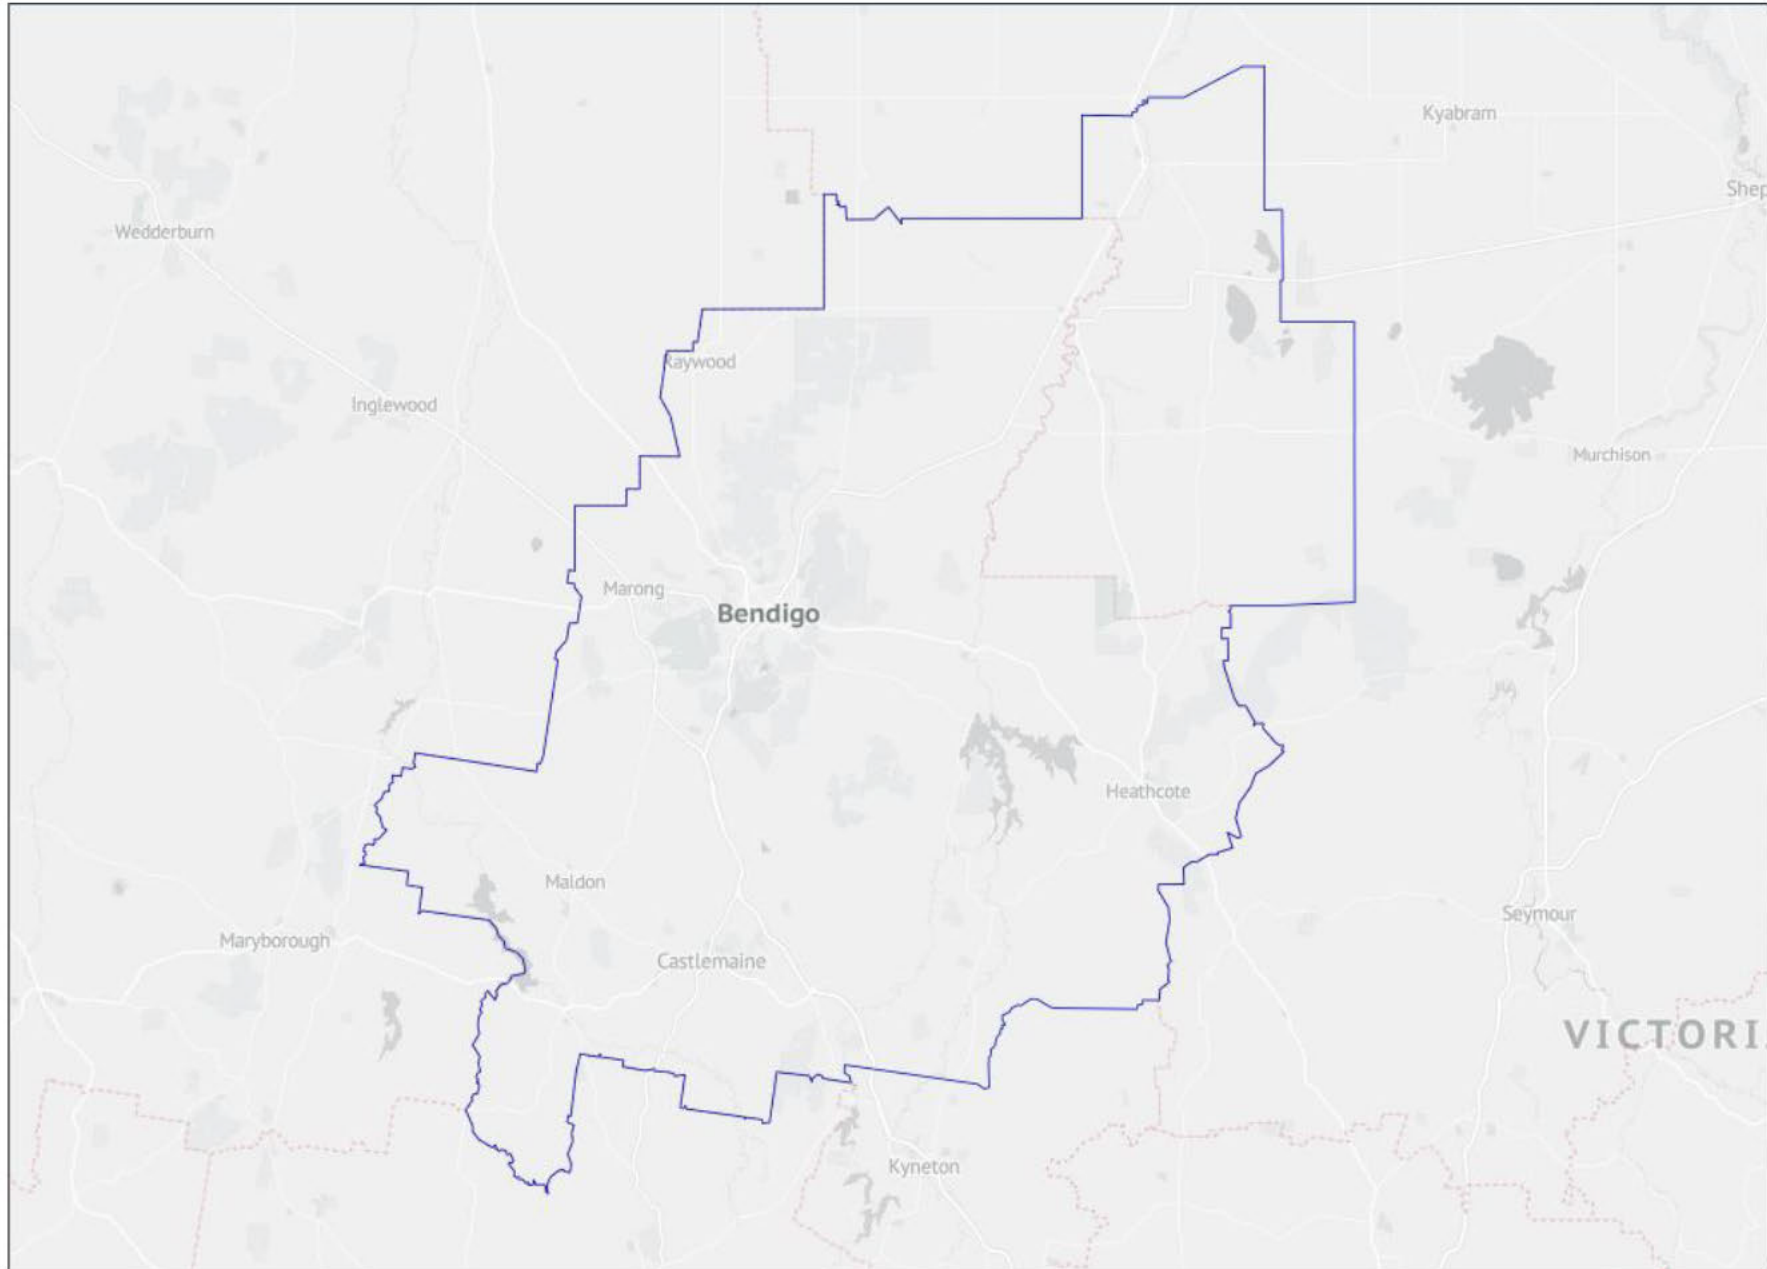 Kyabram
Shep
Wedderburn
Raywood
Inglewood
Murchison
Marong
Bendigo
Heathcote
Maldon
Seymour
Maryborough
Castlemaine
VICTORI
Kyneton